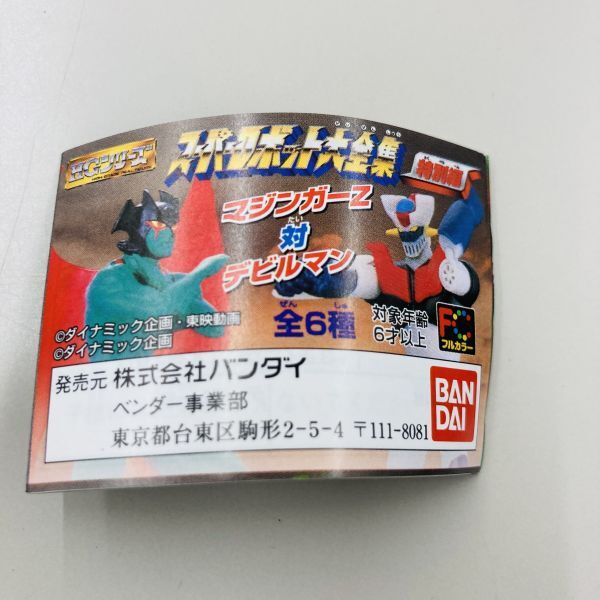 HGシリーズ
スーパーロボット大全集
特別編
マジンガーZ
対
デビルマン
©ダイナミック企画・東映動画
©ダイナミック企画
全6種
対象年齢
6才以上
フルカラー
発売元 株式会社バンダイ
ベンダー事業部
東京都台東区駒形2-5-4 〒111-8081
BAN
DAI